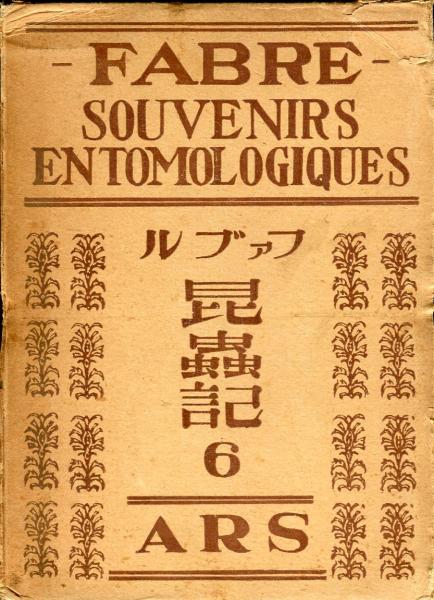 - FABRE -
SOUVENIRS
ENTOMOLOGIQUES
ルブァフ
昆蟲記
6
ARS